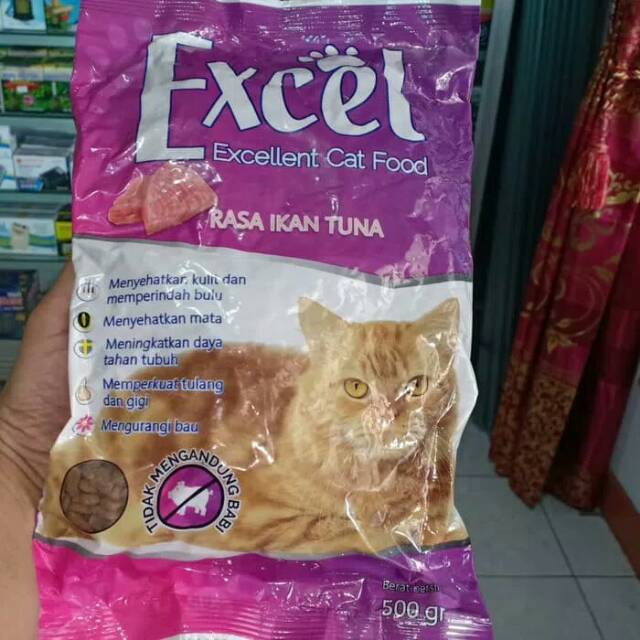 Excel
Excellent Cat Food
RASA IKAN TUNA
Menyehatkan kulit dan
memperindah bulu
Menyehatkan mata
Meningkatkan daya
tahan tubuh
Memperkuat tulang
dan gigi
Mengurangi bau
TIDAK MENGANDUNG BABI
Berat Bersih
500 gr